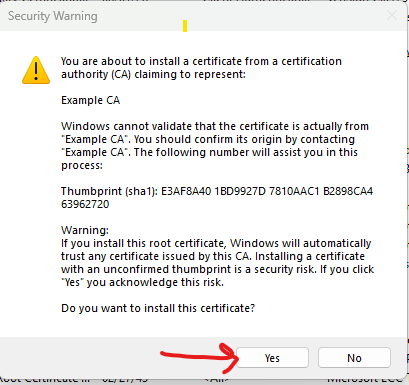 Security Warning
You are about to install a certificate from a certification
authority (CA) claiming to represent:
Example CA
Windows cannot validate that the certificate is actually from
"Example CA". You should confirm its origin by contacting
"Example CA". The following number will assist you in this
process:
Thumbprint (sha1): E3AF8A40 1BD9927D 7810AAC1 B2898CA4
63962720
Warning:
If you install this root certificate, Windows will automatically
trust any certificate issued by this CA. Installing a certificate
with an unconfirmed thumbprint is a security risk. If you click
"Yes" you acknowledge this risk.
Do you want to install this certificate?
Yes No